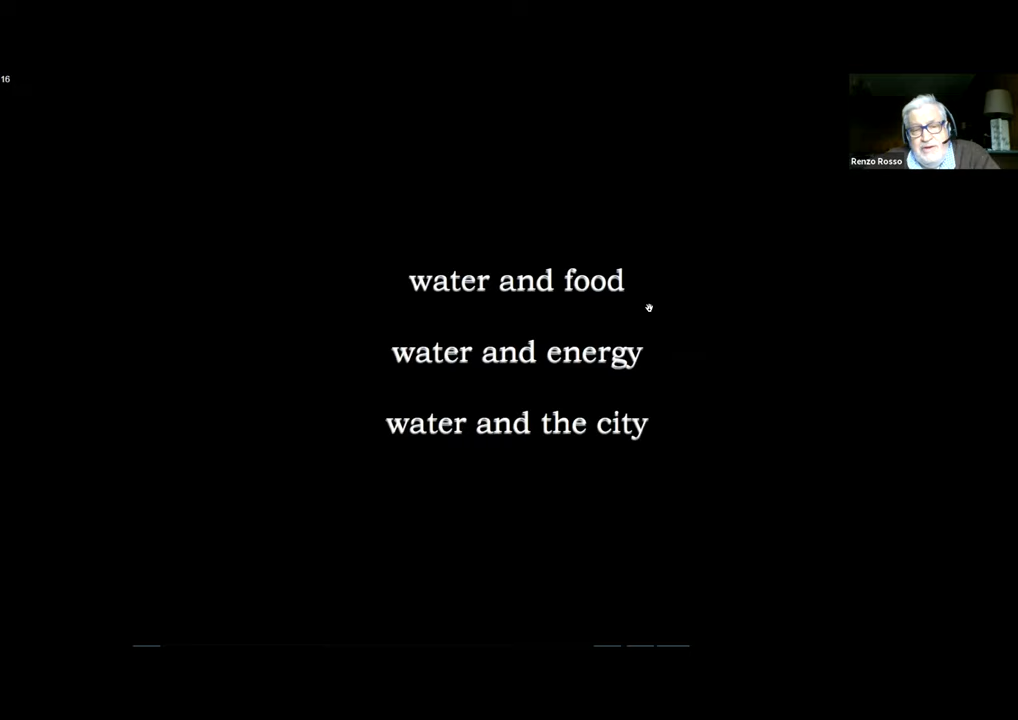 16
Renzo Rosso
water and food
water and energy
water and the city